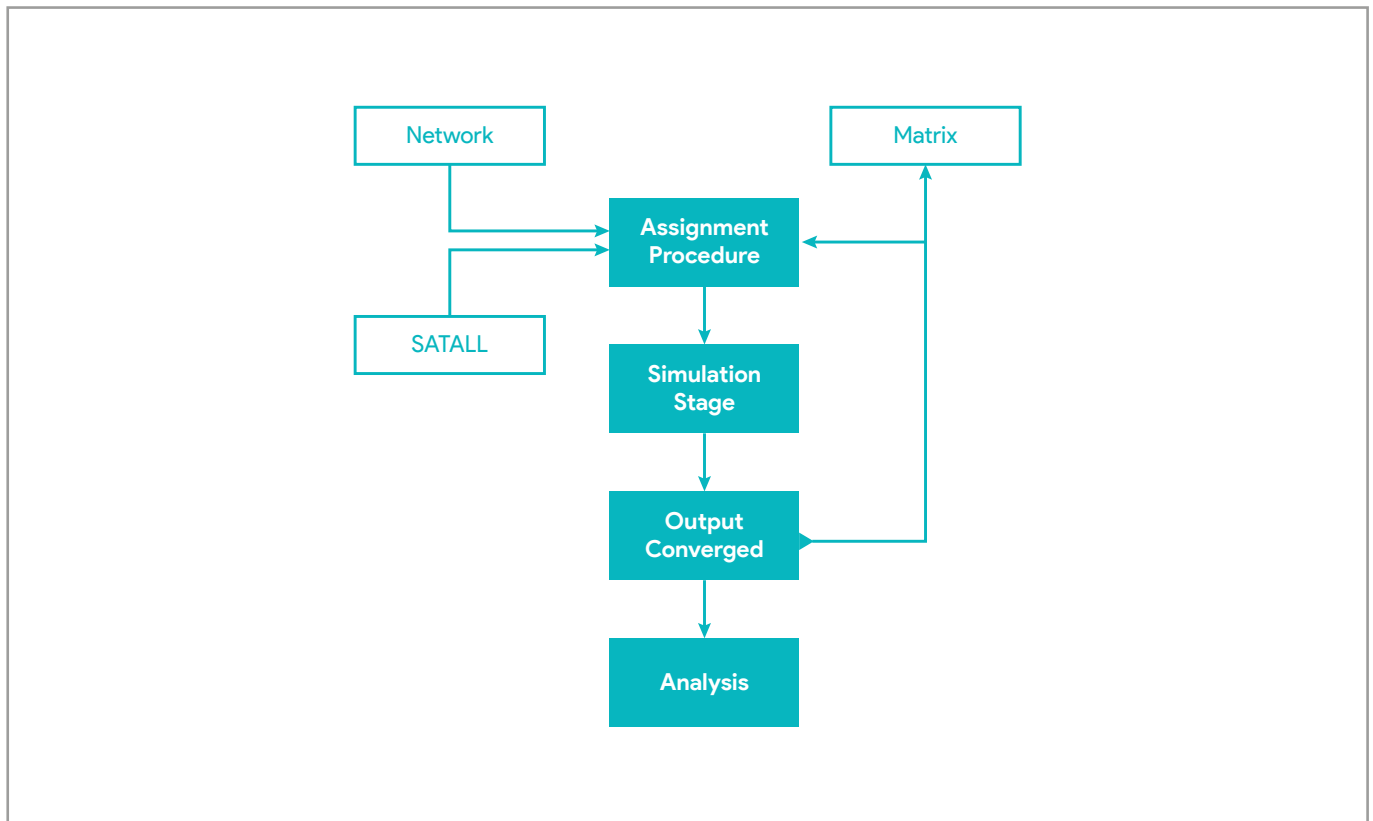 Network
Matrix
Assignment
Procedure
SATALL
Simulation
Stage
Output
Converged
Analysis